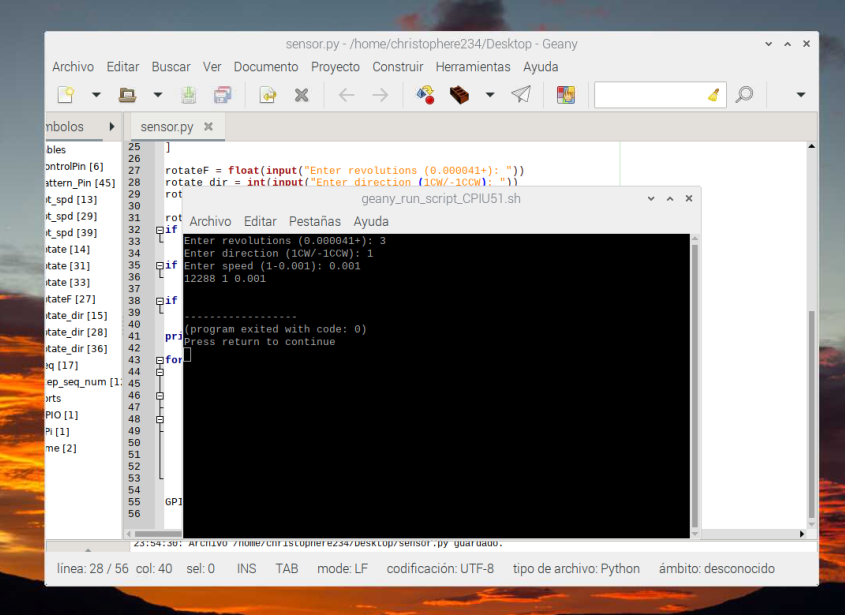 sensor.py - /home/christophere234/Desktop - Geany
Archivo Editar Buscar Ver Documento Proyecto Construir Herramientas Ayuda
mbolos
sensor.py
bles
ontrolPin [6]
attern_Pin [45]
ot_spd [13]
ot_spd [29]
ot_spd [39]
otate [14]
otate [31]
otate [33]
otateF [27]
otate_dir [15]
otate_dir [28]
otate_dir [36]
eq [17]
tep_seq_num [12
orts
PIO [1]
Pi [1]
me [2]
25 ]
26
27 rotateF = float(input("Enter revolutions (0.000041+): "))
28 rotate_dir = int(input("Enter direction (1CW/-1CCW): "))
29 rot
30
31 rot
32 if
33
34
35 if
36
37
38 if
39
40
41 pri
42
43 for
44
45
46
47
48
49
50
51
52
53
54
55 GPI
56
geany_run_script_CPIU51.sh
Archivo Editar Pestañas Ayuda
Enter revolutions (0.000041+): 3
Enter direction (1CW/-1CCW): 1
Enter speed (1-0.001): 0.001
12288 1 0.001
------------------
(program exited with code: 0)
Press return to continue
23:54:30: Archivo /home/christophere234/Desktop/sensor.py guardado.
línea: 28 / 56 col: 40 sel: 0 INS TAB mode: LF codificación: UTF-8 tipo de archivo: Python ámbito: desconocido